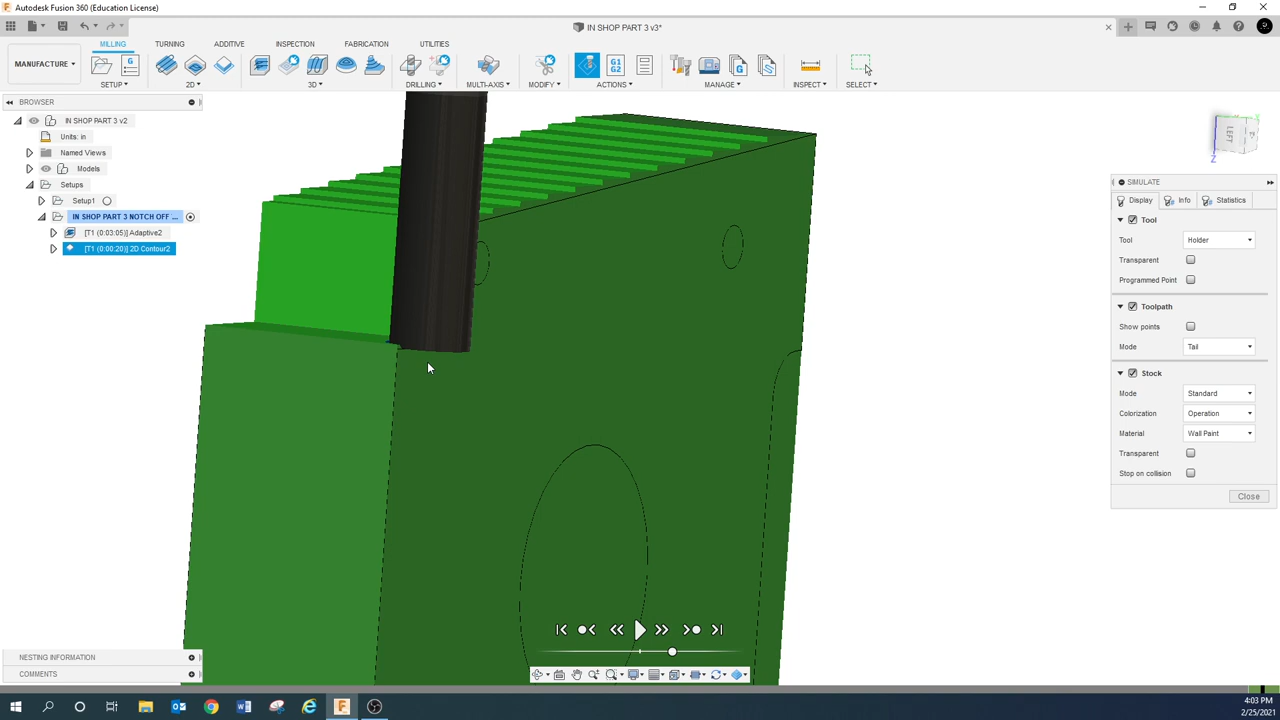 Autodesk Fusion 360 (Education License)
IN SHOP PART 3 v3*
MANUFACTURE
MILLING TURNING ADDITIVE INSPECTION FABRICATION UTILITIES
SETUP 2D 3D DRILLING MULTI-AXIS MODIFY ACTIONS MANAGE INSPECT SELECT
G1
G2
BROWSER
IN SHOP PART 3 v2
Units: in
Named Views
Models
Setups
Setup1
IN SHOP PART 3 NOTCH OFF ...
[T1 (0:03:05)] Adaptive2
[T1 (0:00:20)] 2D Contour2
LEFT
Z
SIMULATE
Display Info Statistics
Tool
Tool Holder
Transparent
Programmed Point
Toolpath
Show points
Mode Tail
Stock
Mode Standard
Colorization Operation
Material Wall Paint
Transparent
Stop on collision
Close
NESTING INFORMATION
COMMENTS
4:03 PM
2/25/2021